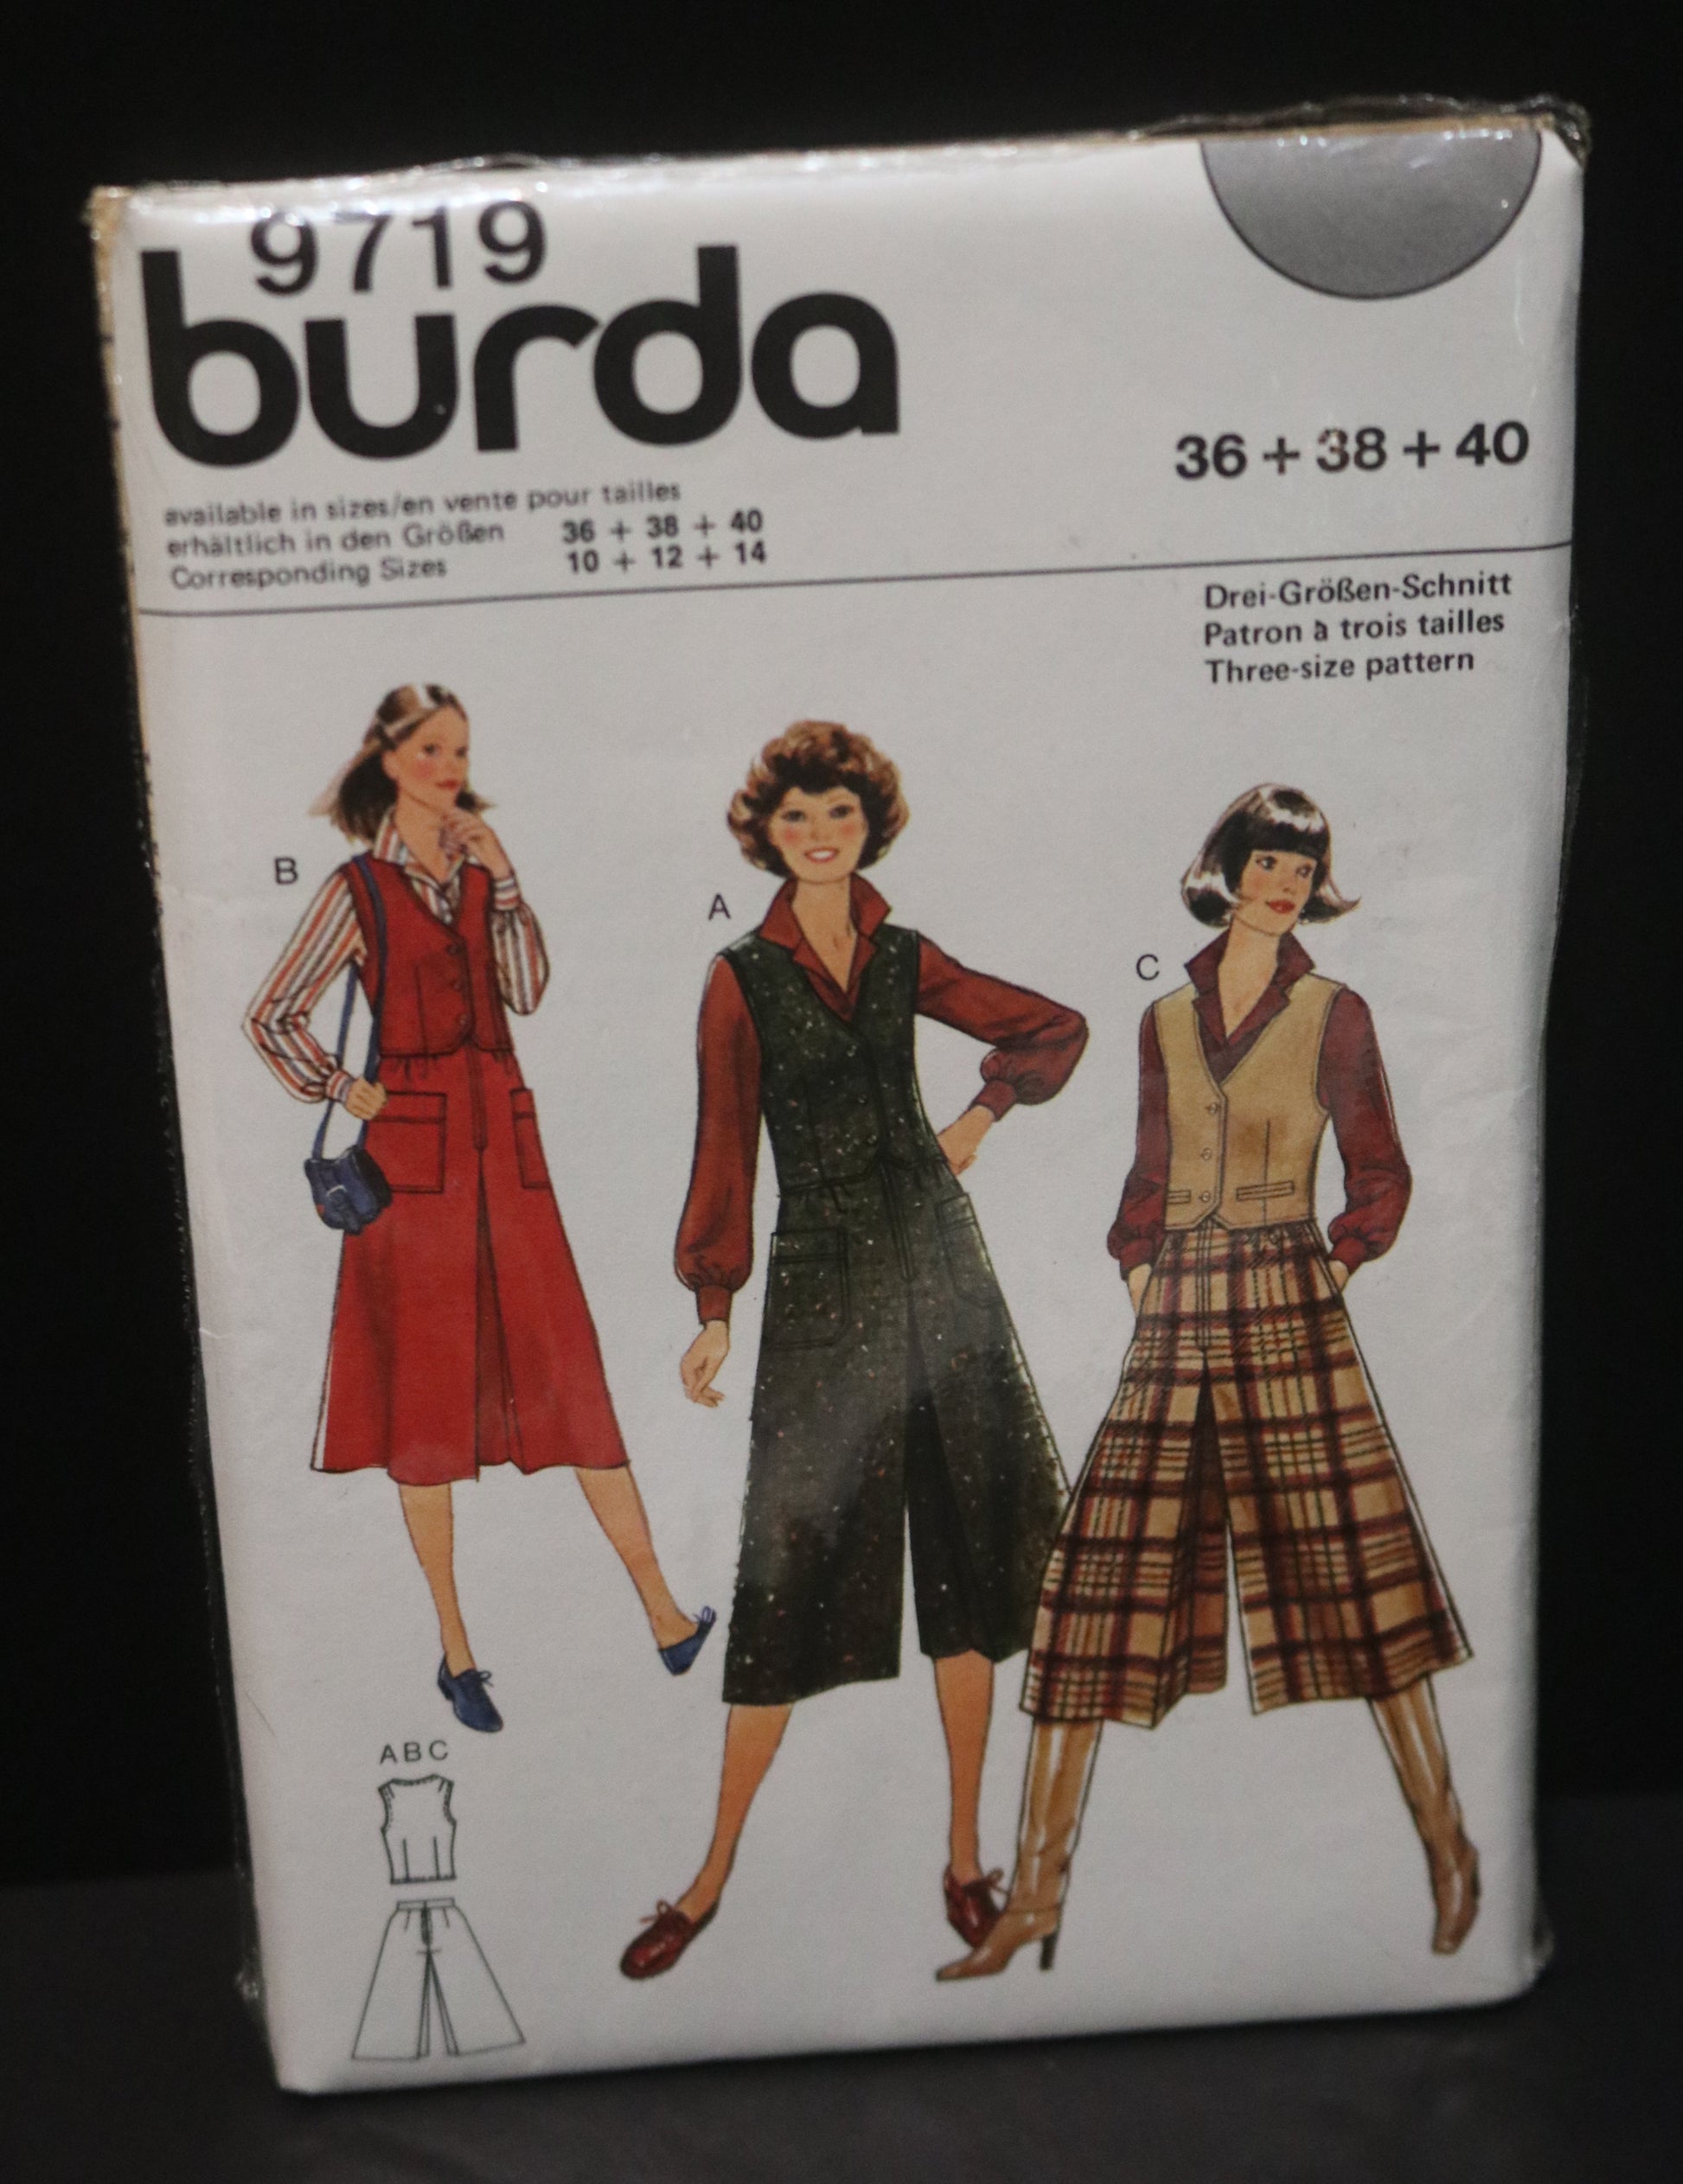 9719
burda
36 + 38 + 40
available in sizes/en vente pour tailles
erhältlich in den Größen 36 + 38 + 40
Corresponding Sizes 10 + 12 + 14
Drei-Größen-Schnitt
Patron à trois tailles
Three-size pattern
B
A
C
A B C